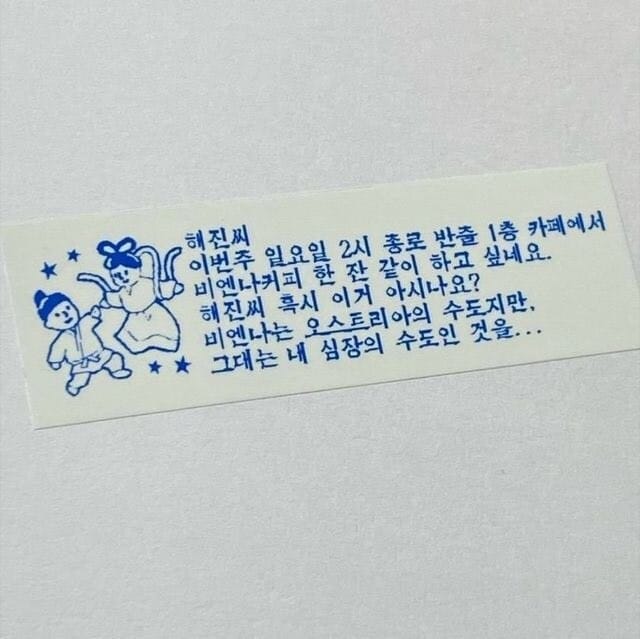 해진씨
이번주 일요일 2시 종로 반쥴 1층 카페에서
비엔나커피 한 잔 같이 하고 싶네요.
해진씨 혹시 이거 아시나요?
비엔나는 오스트리아의 수도지만,
그대는 내 심장의 수도인 것을...